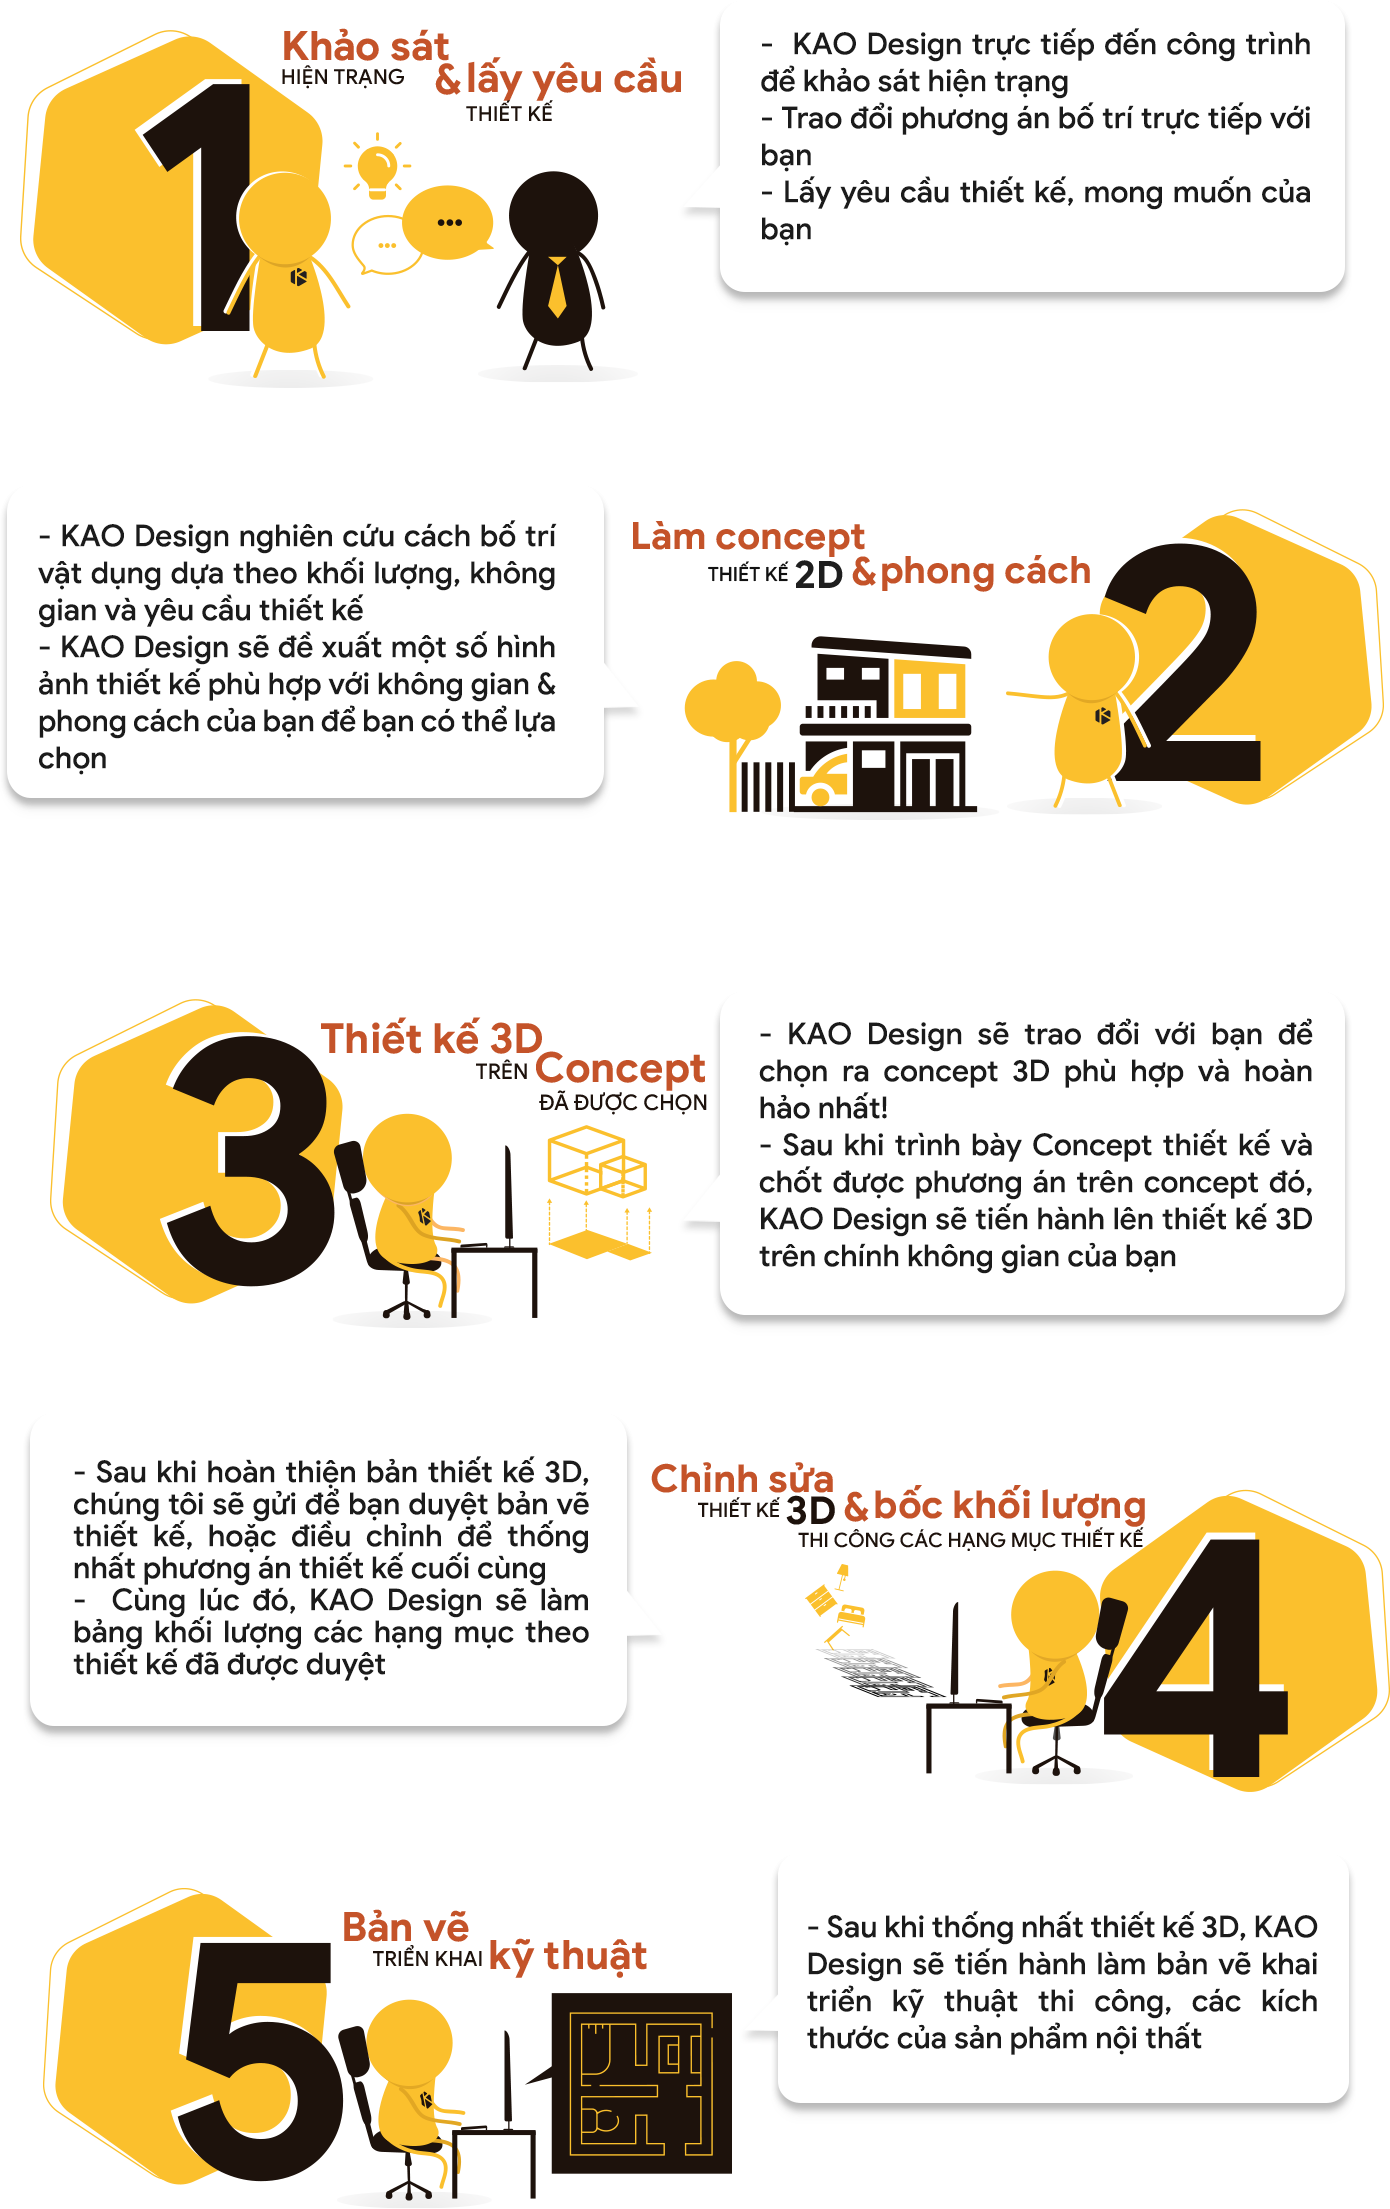 1
Khảo sát
HIỆN TRẠNG
& lấy yêu cầu
THIẾT KẾ
- KAO Design trực tiếp đến công trình
để khảo sát hiện trạng
- Trao đổi phương án bố trí trực tiếp với
bạn
- Lấy yêu cầu thiết kế, mong muốn của
bạn
- KAO Design nghiên cứu cách bố trí
vật dụng dựa theo khối lượng, không
gian và yêu cầu thiết kế
- KAO Design sẽ đề xuất một số hình
ảnh thiết kế phù hợp với không gian &
phong cách của bạn để bạn có thể lựa
chọn
Làm concept
THIẾT KẾ 2D & phong cách
2
3
Thiết kế 3D
TRÊN Concept
ĐÃ ĐƯỢC CHỌN
- KAO Design sẽ trao đổi với bạn để
chọn ra concept 3D phù hợp và hoàn
hảo nhất!
- Sau khi trình bày Concept thiết kế và
chốt được phương án trên concept đó,
KAO Design sẽ tiến hành lên thiết kế 3D
trên chính không gian của bạn
- Sau khi hoàn thiện bản thiết kế 3D,
chúng tôi sẽ gửi để bạn duyệt bản vẽ
thiết kế, hoặc điều chỉnh để thống
nhất phương án thiết kế cuối cùng
- Cùng lúc đó, KAO Design sẽ làm
bảng khối lượng các hạng mục theo
thiết kế đã được duyệt
Chỉnh sửa
THIẾT KẾ 3D & bốc khối lượng
THI CÔNG CÁC HẠNG MỤC THIẾT KẾ
4
5
Bản vẽ
TRIỂN KHAI kỹ thuật
- Sau khi thống nhất thiết kế 3D, KAO
Design sẽ tiến hành làm bản vẽ khai
triển kỹ thuật thi công, các kích
thước của sản phẩm nội thất